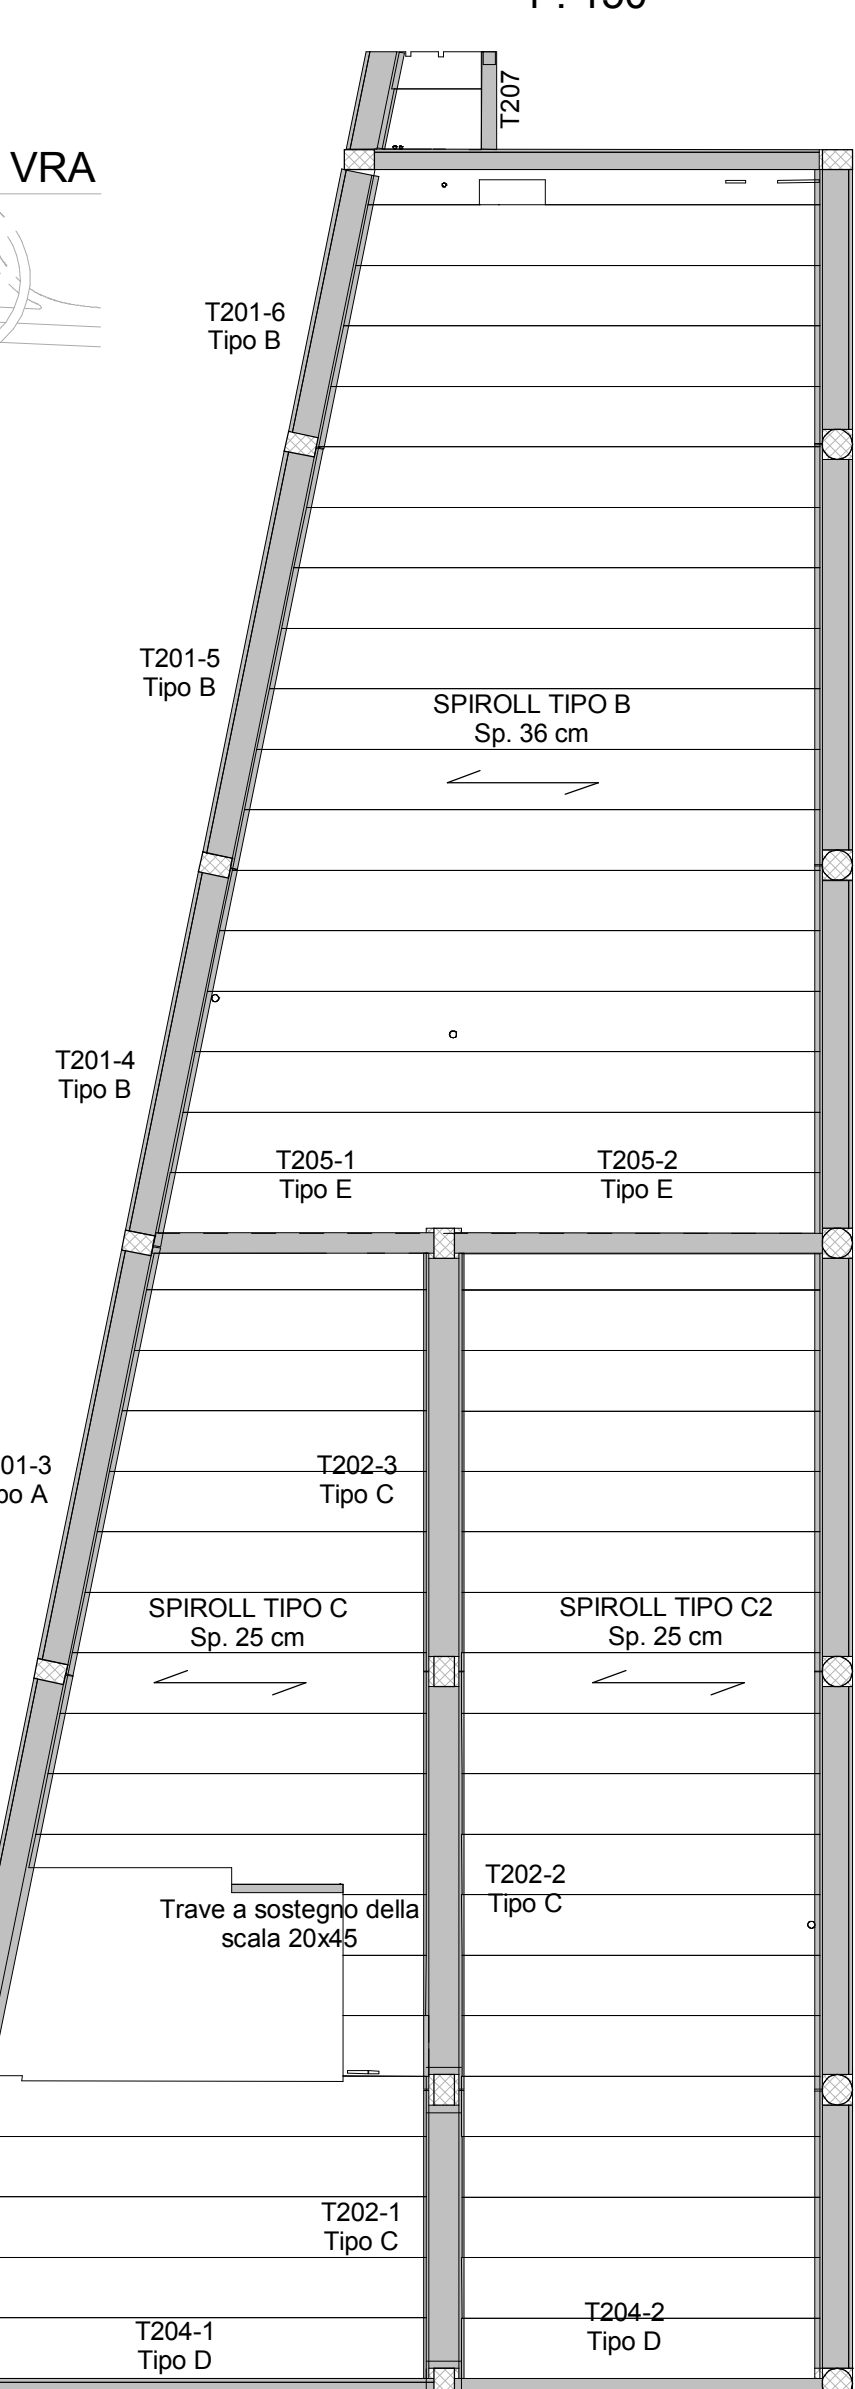 T207
VRA
T201-6
Tipo B
T201-5
Tipo B
SPIROLL TIPO B
Sp. 36 cm
T201-4
Tipo B
T205-1
Tipo E
T205-2
Tipo E
01-3
po A
T202-3
Tipo C
SPIROLL TIPO C
Sp. 25 cm
SPIROLL TIPO C2
Sp. 25 cm
T202-2
Tipo C
Trave a sostegno della
scala 20x45
T202-1
Tipo C
T204-1
Tipo D
T204-2
Tipo D